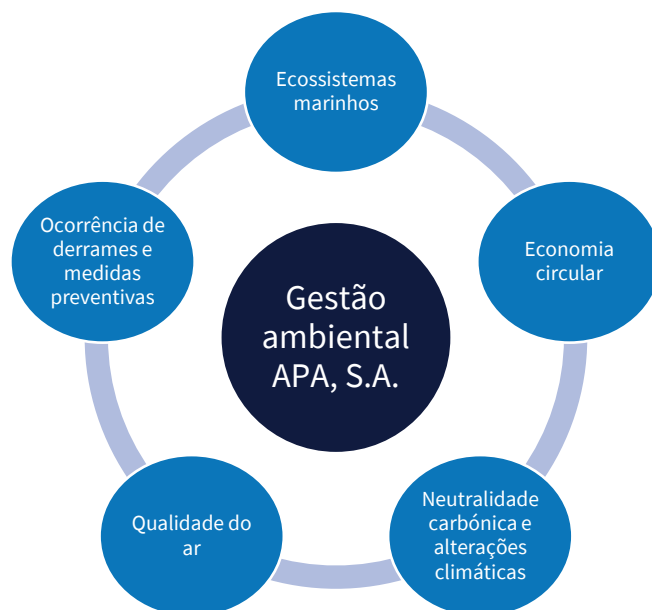 Ecossistemas
marinhos
Ocorrência de
derrames e
medidas
preventivas
Economia
circular
Gestão
ambiental
APA, S.A.
Qualidade do
ar
Neutralidade
carbónica e
alterações
climáticas